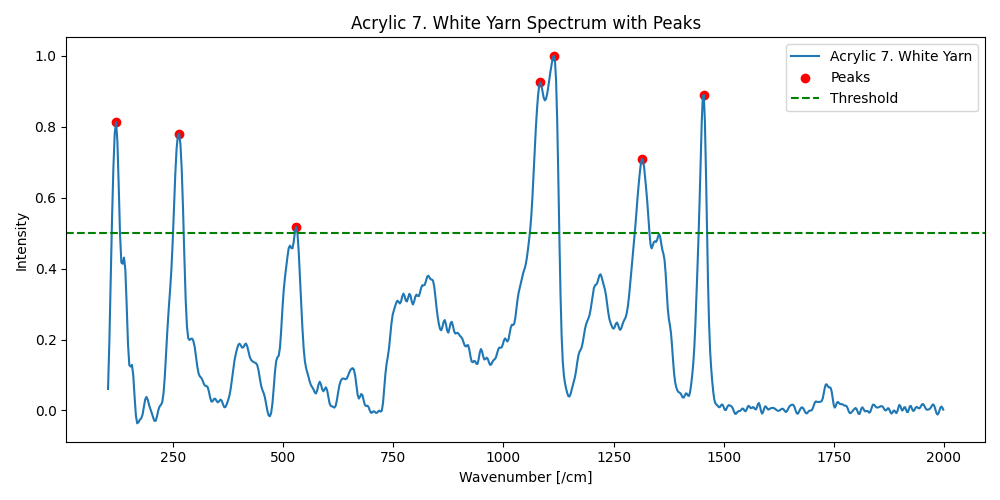 Acrylic 7. White Yarn Spectrum with Peaks
Acrylic 7. White Yarn
Peaks
Threshold
Intensity
1.0
0.8
0.6
0.4
0.2
0.0
250 500 750 1000 1250 1500 1750 2000
Wavenumber [/cm]